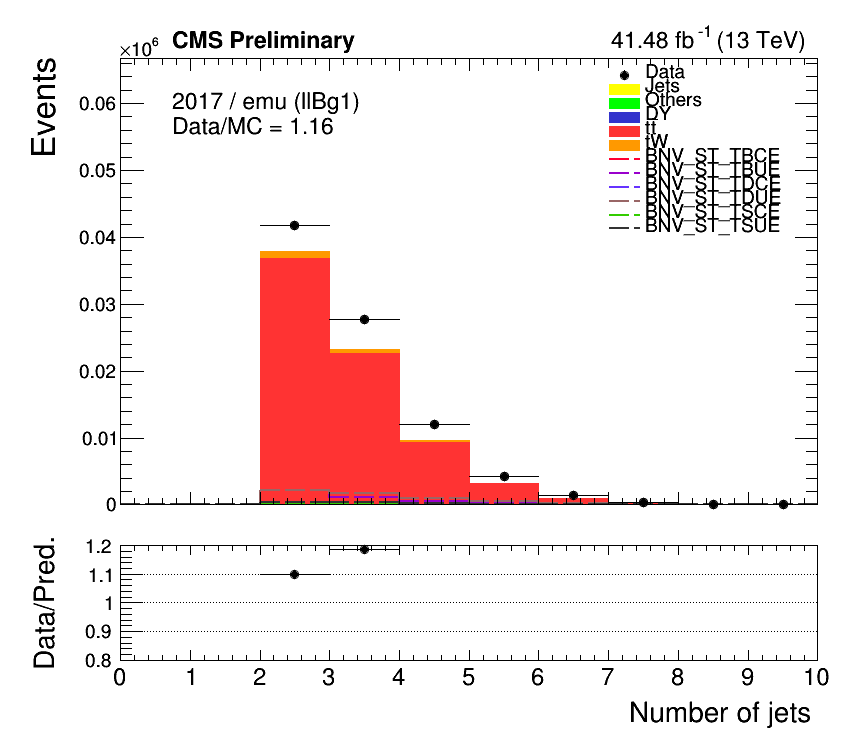 ×10⁶ CMS Preliminary 41.48 fb⁻¹ (13 TeV)
Events
2017 / emu (llBg1)
Data/MC = 1.16
Data
Jets
Others
DY
tt
tW
BNV_ST_TBCE
BNV_ST_TBUE
BNV_ST_TDCE
BNV_ST_TDUE
BNV_ST_TSCE
BNV_ST_TSUE
0.06
0.05
0.04
0.03
0.02
0.01
0
Data/Pred.
1.2
1.1
1
0.9
0.8
0 1 2 3 4 5 6 7 8 9 10
Number of jets